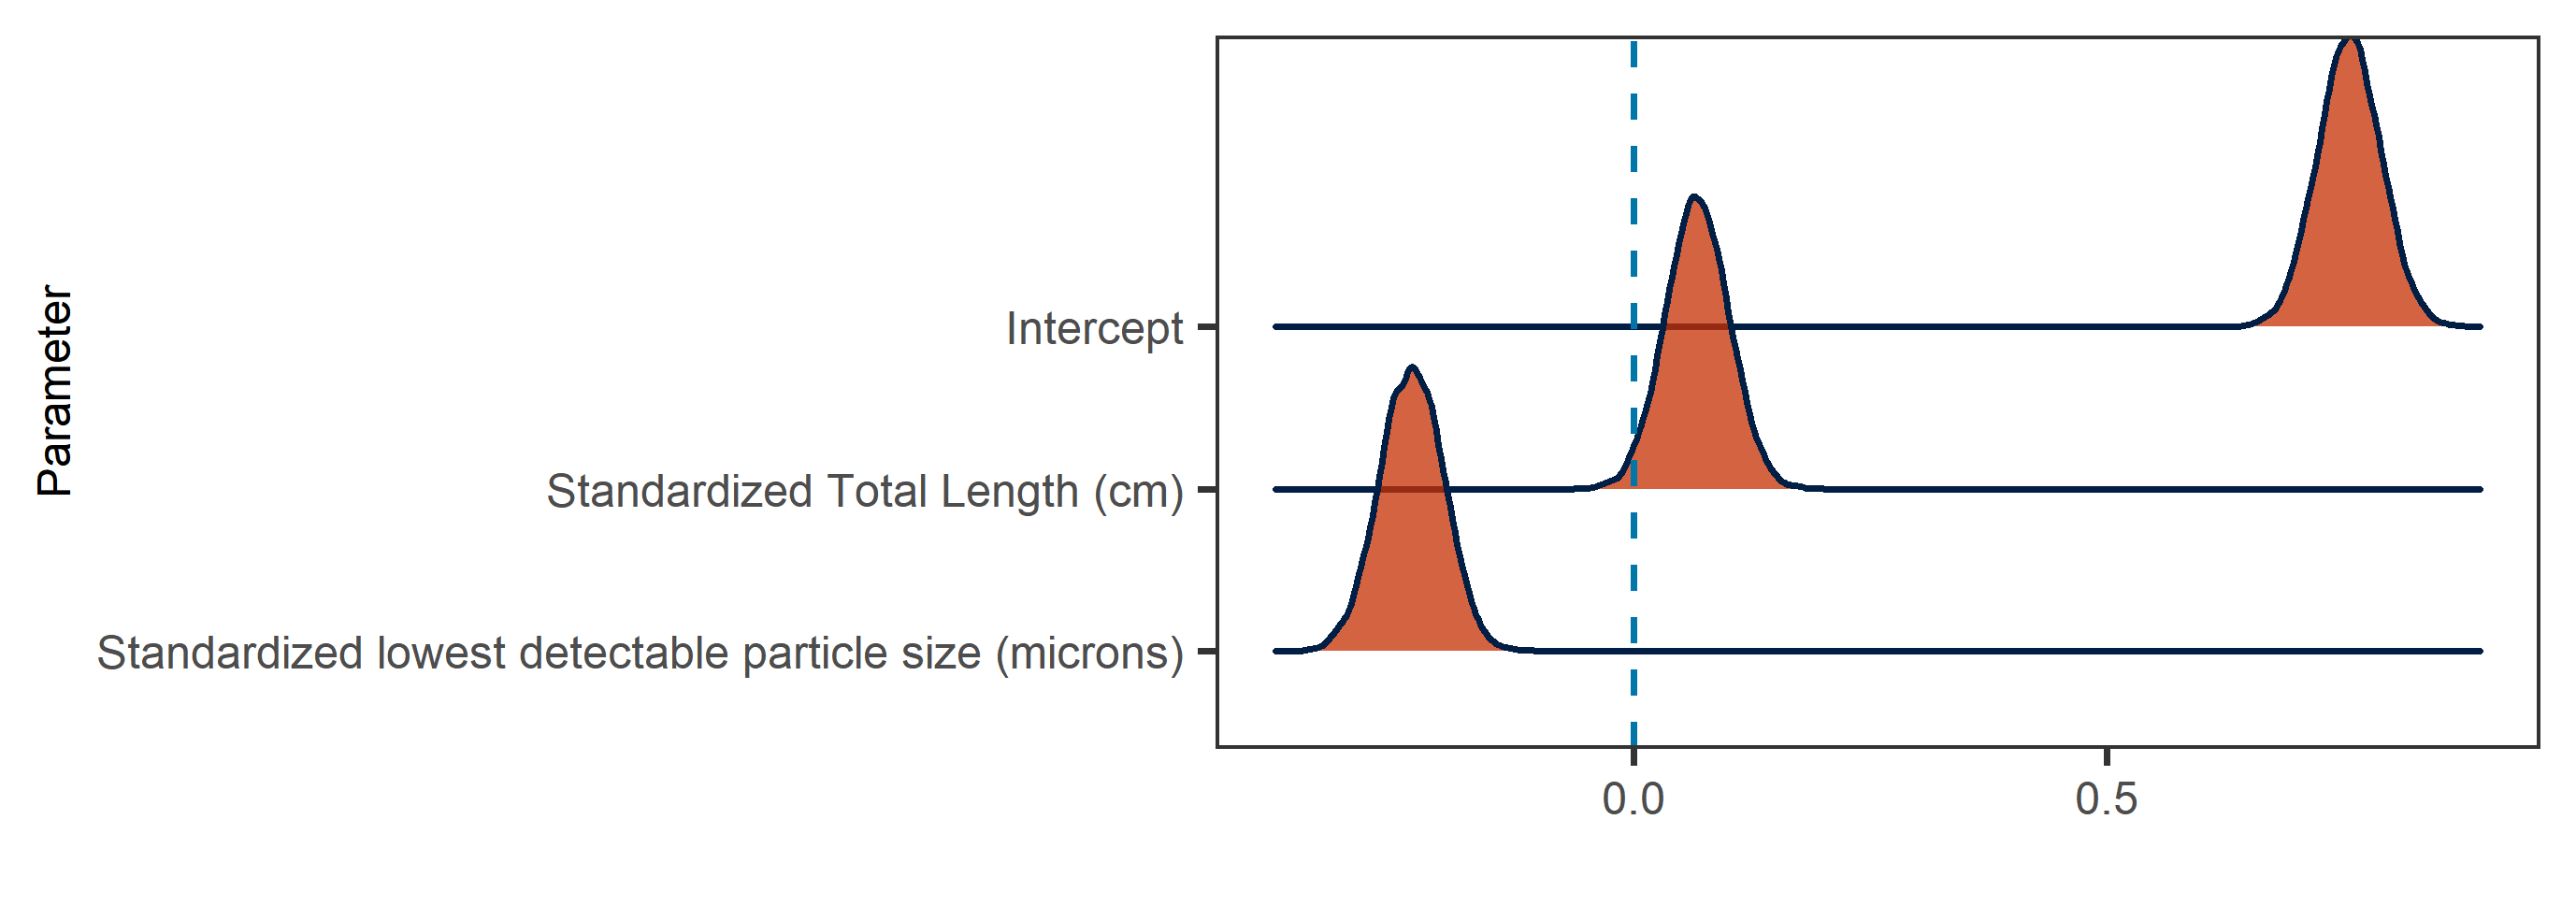 Parameter
Intercept
Standardized Total Length (cm)
Standardized lowest detectable particle size (microns)
0.0
0.5